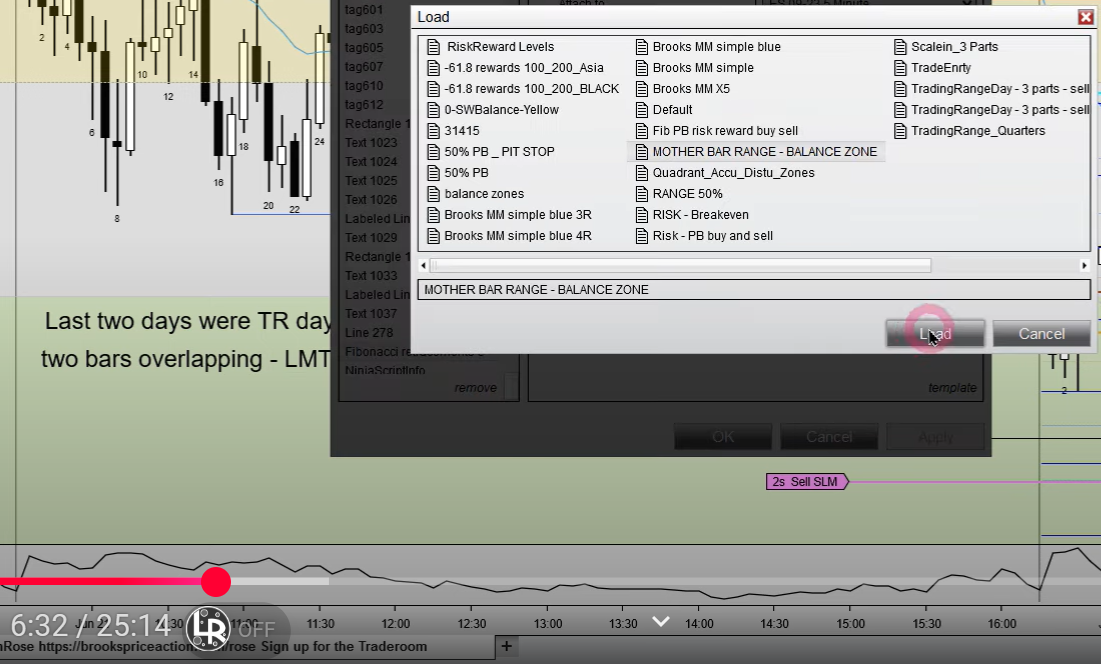 tag601
tag603
tag605
tag607
tag610
tag612
Rectangle 1
Text 1023
Text 1024
Text 1025
Text 1026
Labeled Lin
Text 1029
Rectangle 1
Text 1033
Labeled Lin
Text 1037
Line 278
NinjaScriptInfo
remove
template
OK
Cancel
Apply
Load
RiskReward Levels
-61.8 rewards 100_200_Asia
-61.8 rewards 100_200_BLACK
0-SWBalance-Yellow
31415
50% PB _ PIT STOP
50% PB
balance zones
Brooks MM simple blue 3R
Brooks MM simple blue 4R
Brooks MM simple blue
Brooks MM simple
Brooks MM X5
Default
Fib PB risk reward buy sell
MOTHER BAR RANGE - BALANCE ZONE
Quadrant_Accu_Distu_Zones
RANGE 50%
RISK - Breakeven
Risk - PB buy and sell
Scalein_3 Parts
TradeEnrty
TradingRangeDay - 3 parts - sell
TradingRangeDay - 3 parts - sell
TradingRange_Quarters
MOTHER BAR RANGE - BALANCE ZONE
Load
Cancel
2
4
6
8
10
12
14
16
18
20
22
24
Last two days were TR day
two bars overlapping - LMT
2
2s Sell SLM
11:30
12:00
12:30
13:00
13:30
14:00
14:30
15:00
15:30
16:00
6:32 / 25:14
LR
OFF
Rose Sign up for the Traderoom
+